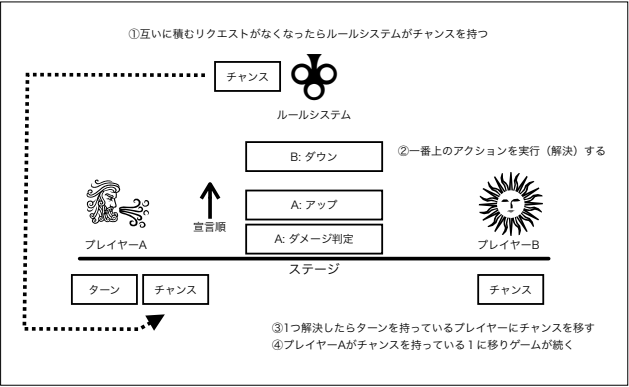 ①互いに積むリクエストがなくなったらルールシステムがチャンスを持つ
チャンス
ルールシステム
B: ダウン
②一番上のアクションを実行（解決）する
A: アップ
宣言順
A: ダメージ判定
プレイヤーA
プレイヤーB
ステージ
ターン
チャンス
チャンス
③1つ解決したらターンを持っているプレイヤーにチャンスを移す
④プレイヤーAがチャンスを持っている１に移りゲームが続く